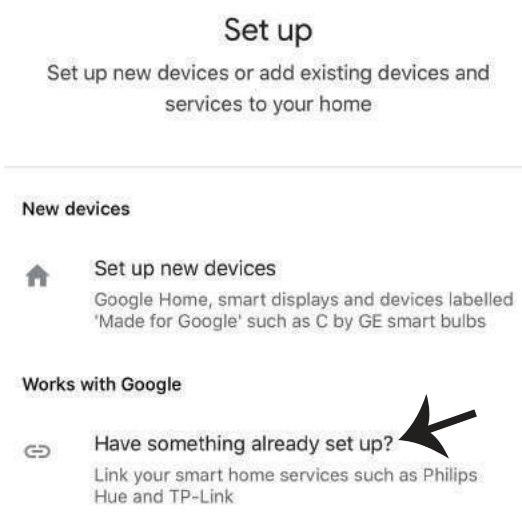 Set up
Set up new devices or add existing devices and
services to your home
New devices
Set up new devices
Google Home, smart displays and devices labelled
'Made for Google' such as C by GE smart bulbs
Works with Google
Have something already set up?
Link your smart home services such as Philips
Hue and TP-Link